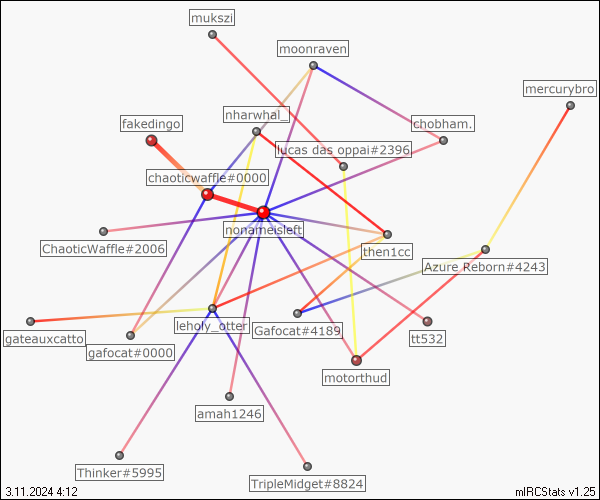 mukszi
moonraven
mercurybro
fakedingo
nharwhal_
chobham.
lucas das oppai#2396
chaoticwaffle#0000
nonameisleft
ChaoticWaffle#2006
then1cc
Azure Reborn#4243
gateauxcatto
gafocat#0000
leholy_otter
Gafocat#4189
tt532
motorthud
amah1246
Thinker#5995
TripleMidget#8824
3.11.2024 4:12
mIRCStats v1.25